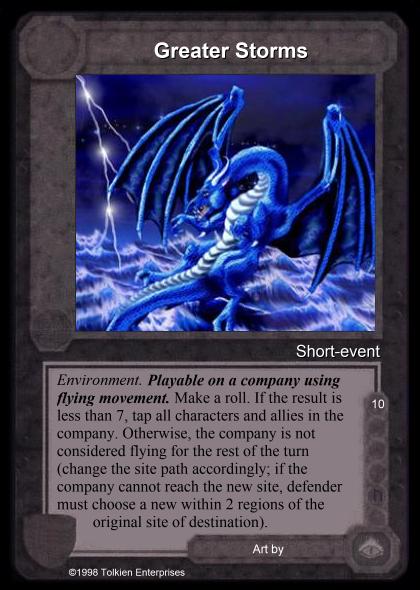 Greater Storms
Short-event
Environment. Playable on a company using
flying movement. Make a roll. If the result is
less than 7, tap all characters and allies in the
company. Otherwise, the company is not
considered flying for the rest of the turn
(change the site path accordingly; if the
company cannot reach the new site, defender
must choose a new within 2 regions of the
original site of destination).
10
Art by
©1998 Tolkien Enterprises